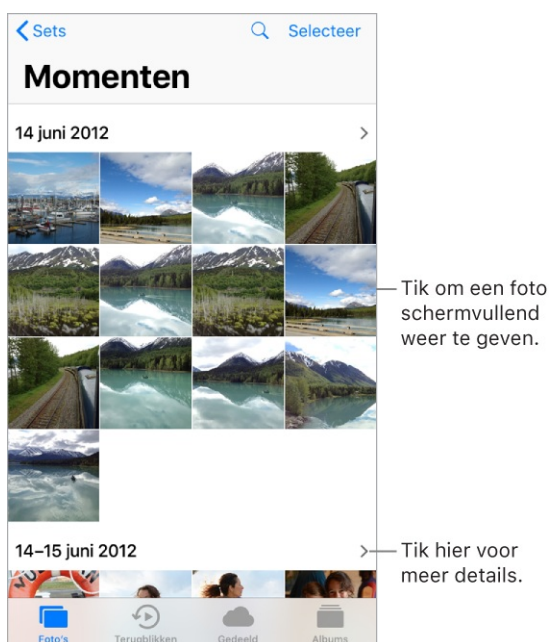 Sets
Selecteer
Momenten
14 juni 2012
Tik om een foto
schermvullend
weer te geven.
14–15 juni 2012
Tik hier voor
meer details.
Foto's
Terugblikken
Gedeeld
Albums